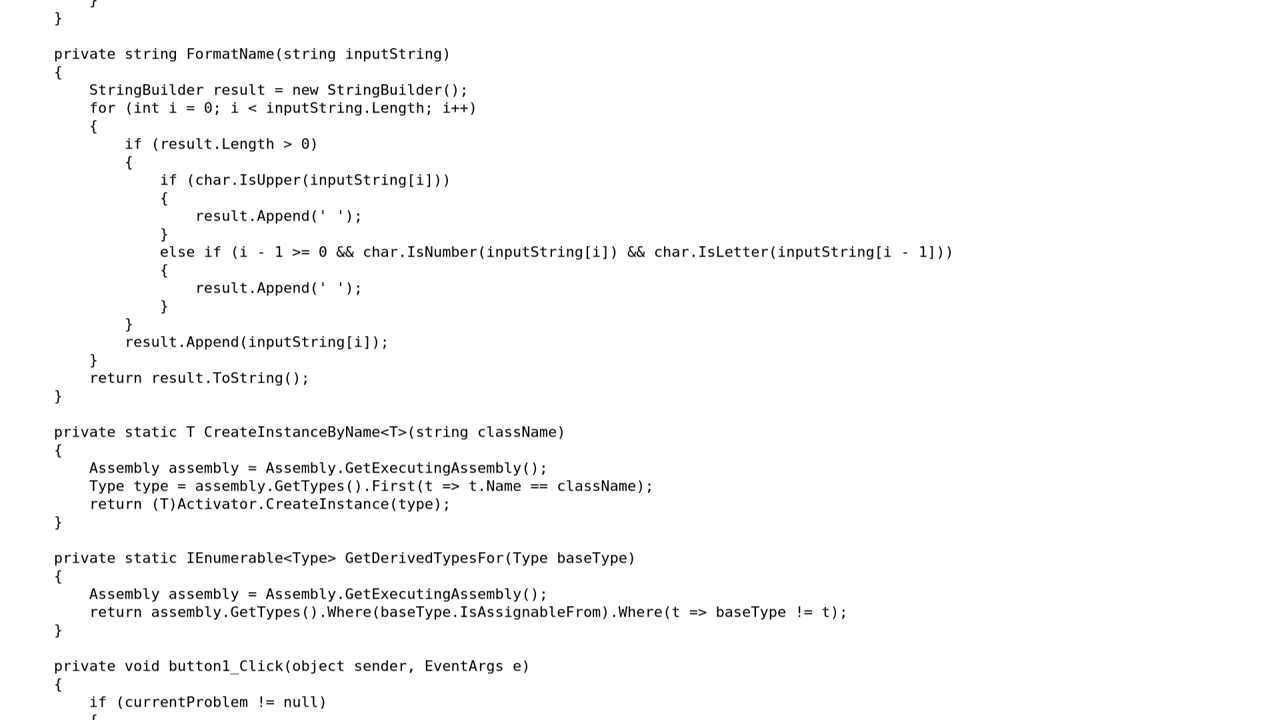 }
    }

    private string FormatName(string inputString)
    {
        StringBuilder result = new StringBuilder();
        for (int i = 0; i < inputString.Length; i++)
        {
            if (result.Length > 0)
            {
                if (char.IsUpper(inputString[i]))
                {
                    result.Append(' ');
                }
                else if (i - 1 >= 0 && char.IsNumber(inputString[i]) && char.IsLetter(inputString[i - 1]))
                {
                    result.Append(' ');
                }
            }
            result.Append(inputString[i]);
        }
        return result.ToString();
    }

    private static T CreateInstanceByName<T>(string className)
    {
        Assembly assembly = Assembly.GetExecutingAssembly();
        Type type = assembly.GetTypes().First(t => t.Name == className);
        return (T)Activator.CreateInstance(type);
    }

    private static IEnumerable<Type> GetDerivedTypesFor(Type baseType)
    {
        Assembly assembly = Assembly.GetExecutingAssembly();
        return assembly.GetTypes().Where(baseType.IsAssignableFrom).Where(t => baseType != t);
    }

    private void button1_Click(object sender, EventArgs e)
    {
        if (currentProblem != null)
        {